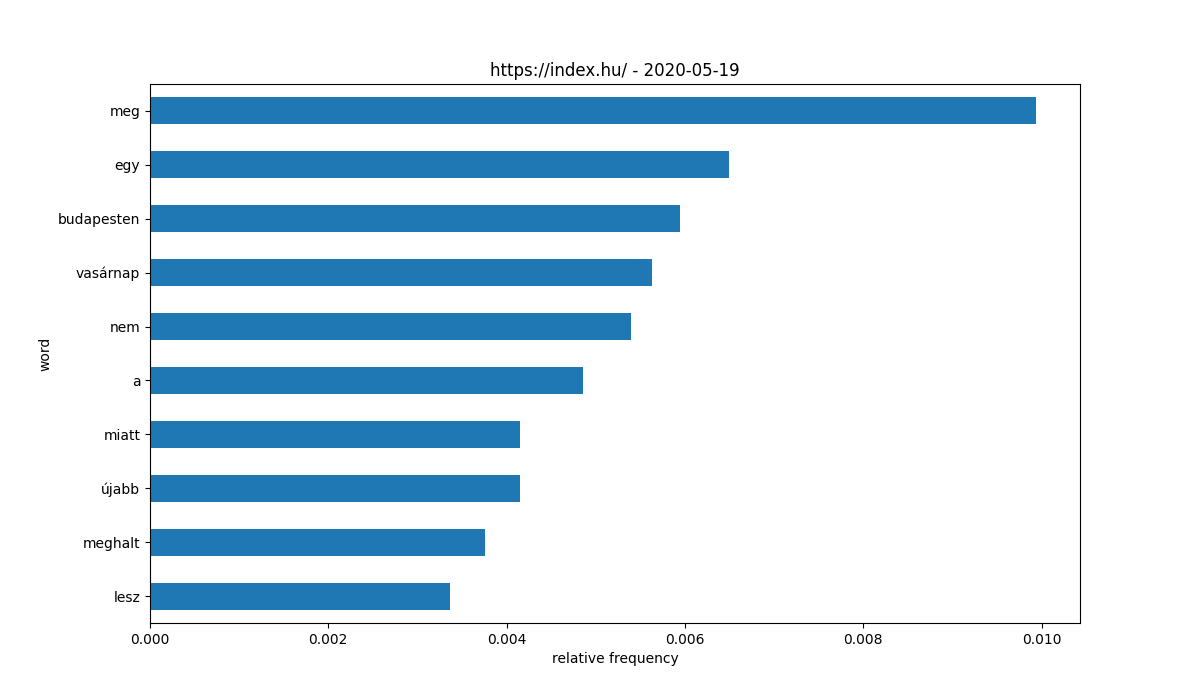 https://index.hu/ - 2020-05-19
meg
egy
budapesten
vasárnap
nem
a
miatt
újabb
meghalt
lesz
word
0.000 0.002 0.004 0.006 0.008 0.010
relative frequency